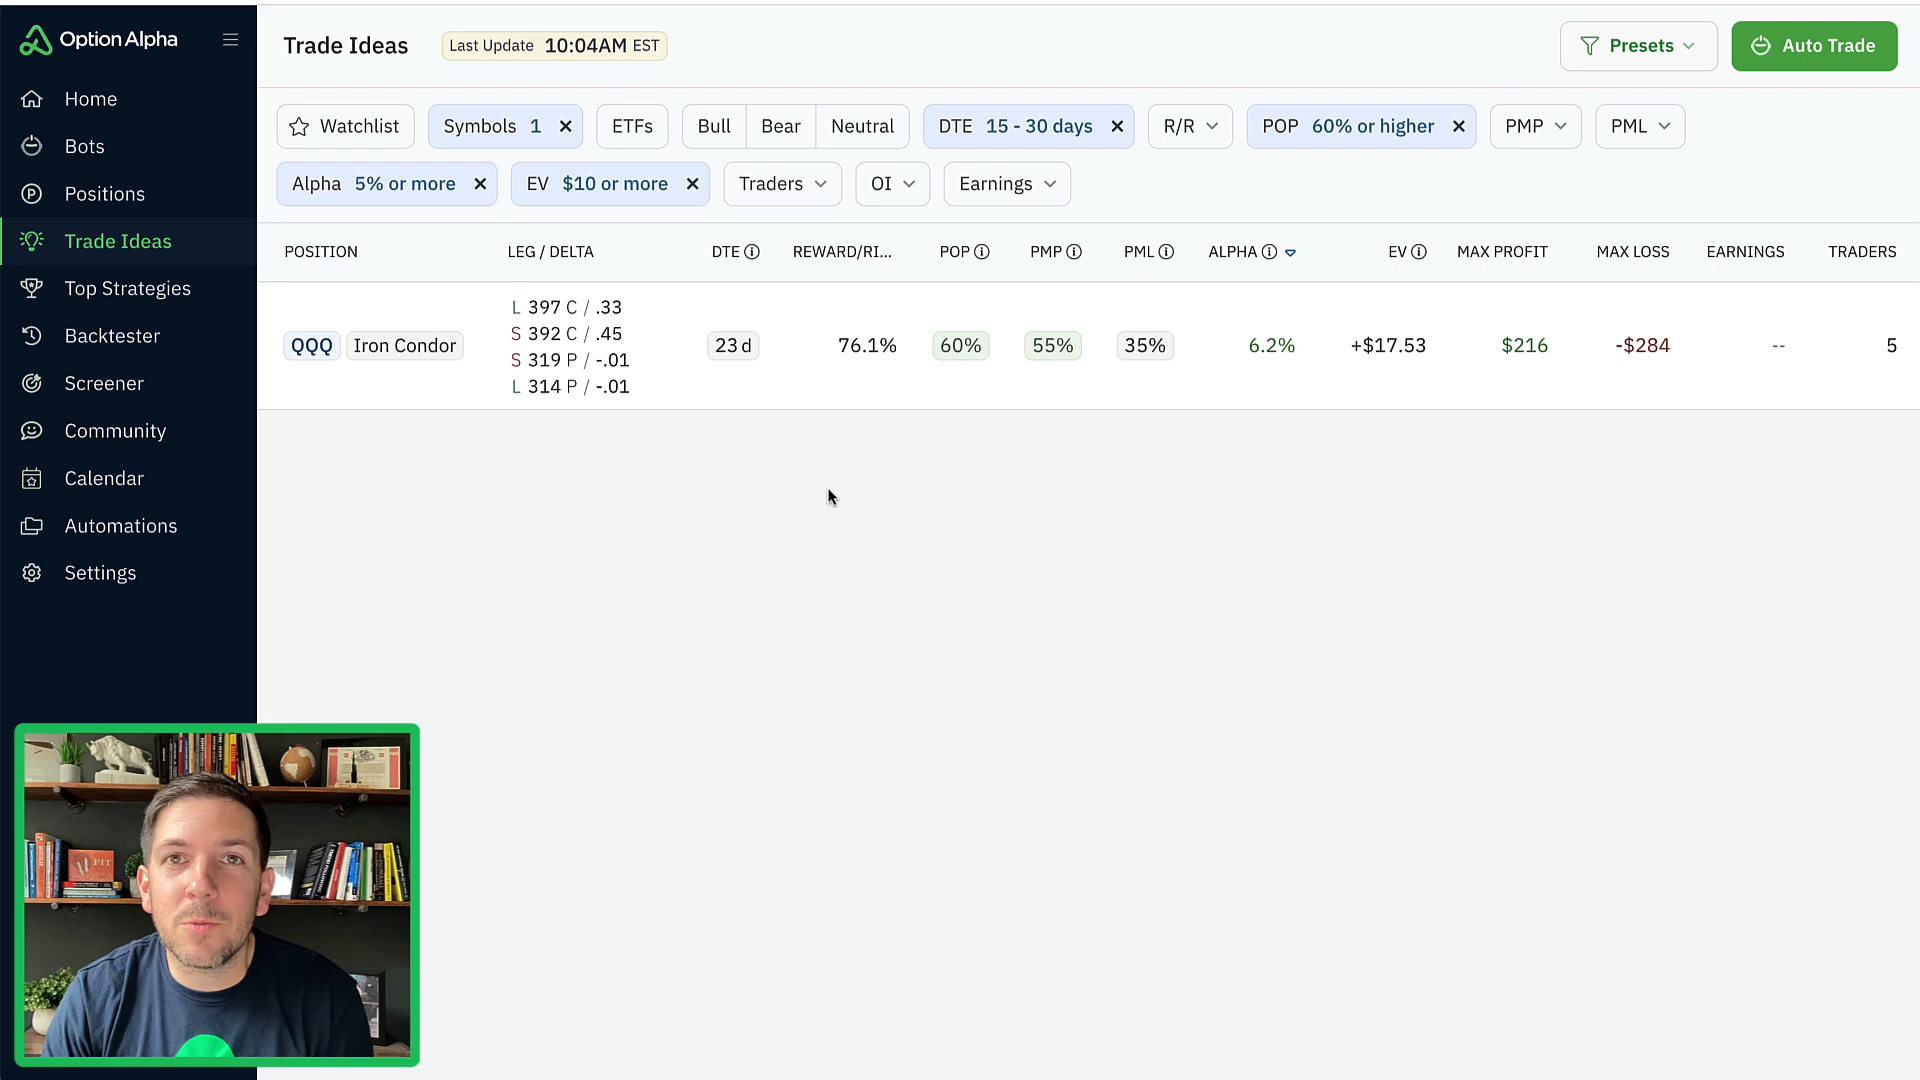 Option Alpha
Home
Bots
Positions
Trade Ideas
Top Strategies
Backtester
Screener
Community
Calendar
Automations
Settings
Trade Ideas
Last Update 10:04AM EST
Presets
Auto Trade
Watchlist
Symbols 1
ETFs
Bull
Bear
Neutral
DTE 15 - 30 days
R/R
POP 60% or higher
PMP
PML
Alpha 5% or more
EV $10 or more
Traders
OI
Earnings
POSITION LEG / DELTA DTE REWARD/RI... POP PMP PML ALPHA EV MAX PROFIT MAX LOSS EARNINGS TRADERS
QQQ Iron Condor
L 397 C / .33
S 392 C / .45
S 319 P / -.01
L 314 P / -.01
23 d 76.1% 60% 55% 35% 6.2% +$17.53 $216 -$284 -- 5
PIT